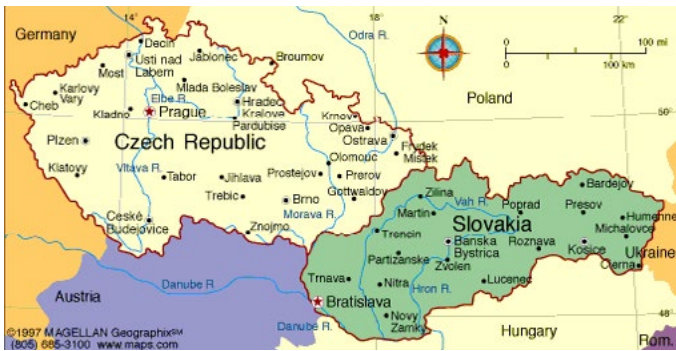 14°
18°
22°
Germany
Decin
Usti nad
Labem
Jablonec
Broumov
Odra R.
N
0
100 mi
0
100 km
Most
Karlovy
Vary
Mlada Boleslav
Cheb
Elbe R.
Hradec
Kralove
Poland
Kladno
Prague
Pardubise
Krnov
Opava
Ostrava
50°
Plzen
Czech Republic
Frydek
Mistek
Olomouc
Klatovy
Vltava R.
Tabor
Jihlava
Prostejov
Prerov
Trebic
Brno
Gottwaldov
Zilina
Vah R.
Bardejov
Ceské
Budejovice
Znojmo
Morava R.
Martin
Poprad
Presov
Humenne
Slovakia
Michalovce
Trencin
Banska
Bystrica
Roznava
Kosice
Ukraine
Partizanske
Zvolen
Cierna
Austria
Danube R
Trnava
Nitra
Hron R.
Lucenec
Bratislava
Novy
Zamky
48°
Danube R.
Hungary
Rom.
©1997 MAGELLAN Geographix℠
(805) 685-3100 www.maps.com